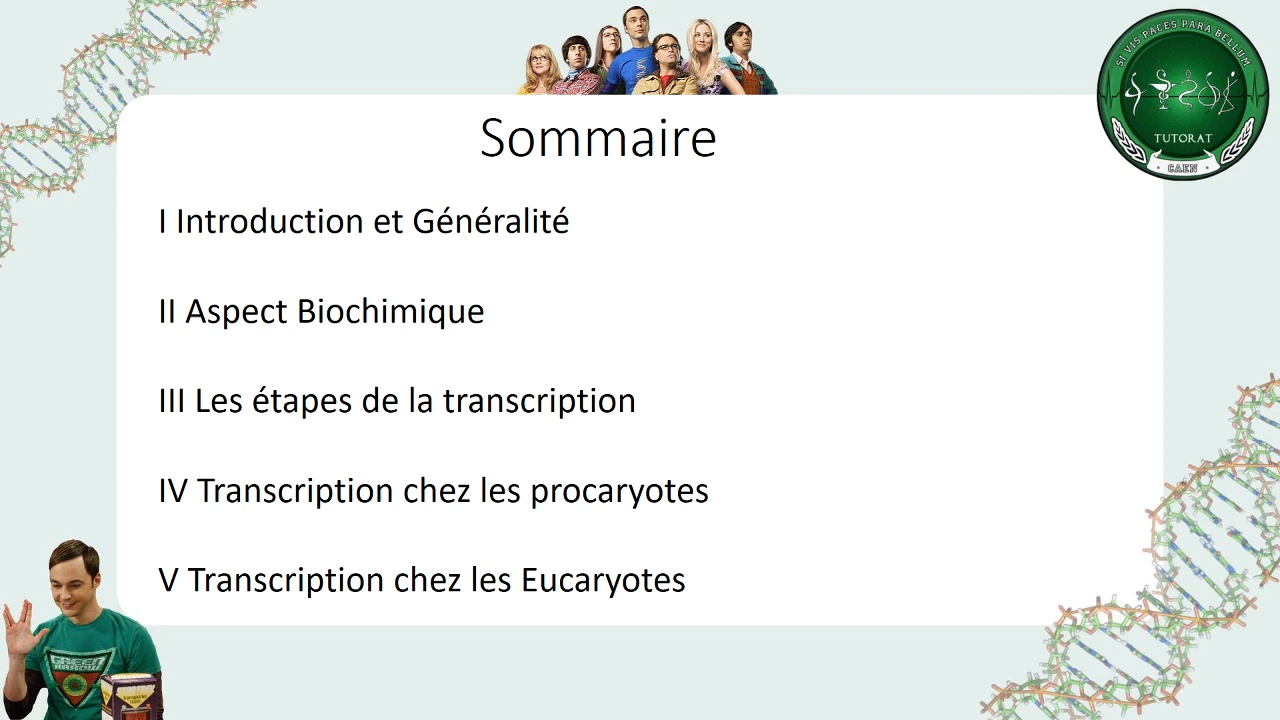 SI VIS PACES PARA BELLUM
TUTORAT
CAEN
Sommaire
I Introduction et Généralité
II Aspect Biochimique
III Les étapes de la transcription
IV Transcription chez les procaryotes
V Transcription chez les Eucaryotes
GREEN